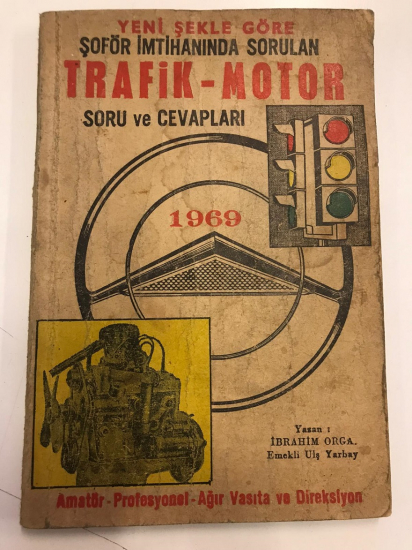 YENİ ŞEKLE GÖRE
ŞOFÖR İMTİHANINDA SORULAN
TRAFİK - MOTOR
SORU ve CEVAPLARI
1969
Yazan :
İBRAHİM ORGA.
Emekli Ulş Yarbay
Amatör - Profesyonel - Ağır Vasıta ve Direksiyon